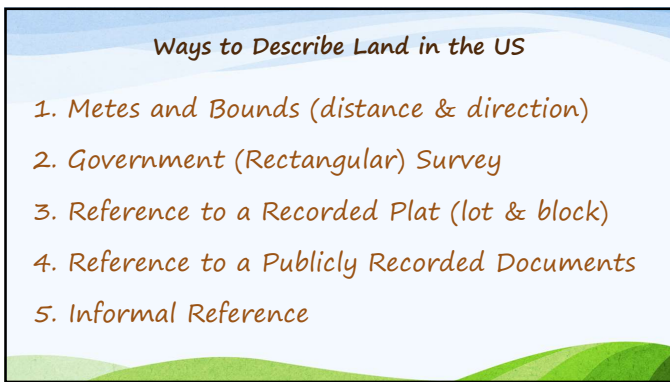 Ways to Describe Land in the US
1. Metes and Bounds (distance & direction)
2. Government (Rectangular) Survey
3. Reference to a Recorded Plat (lot & block)
4. Reference to a Publicly Recorded Documents
5. Informal Reference